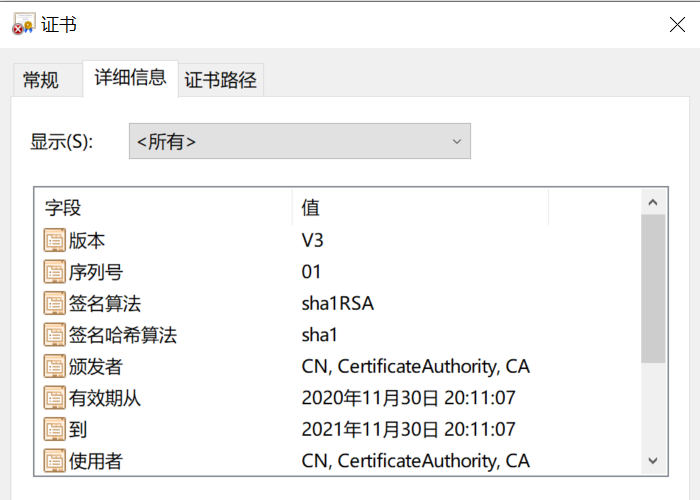 证书
常规 详细信息 证书路径
显示(S): <所有>
字段 值
版本 V3
序列号 01
签名算法 sha1RSA
签名哈希算法 sha1
颁发者 CN, CertificateAuthority, CA
有效期从 2020年11月30日 20:11:07
到 2021年11月30日 20:11:07
使用者 CN, CertificateAuthority, CA